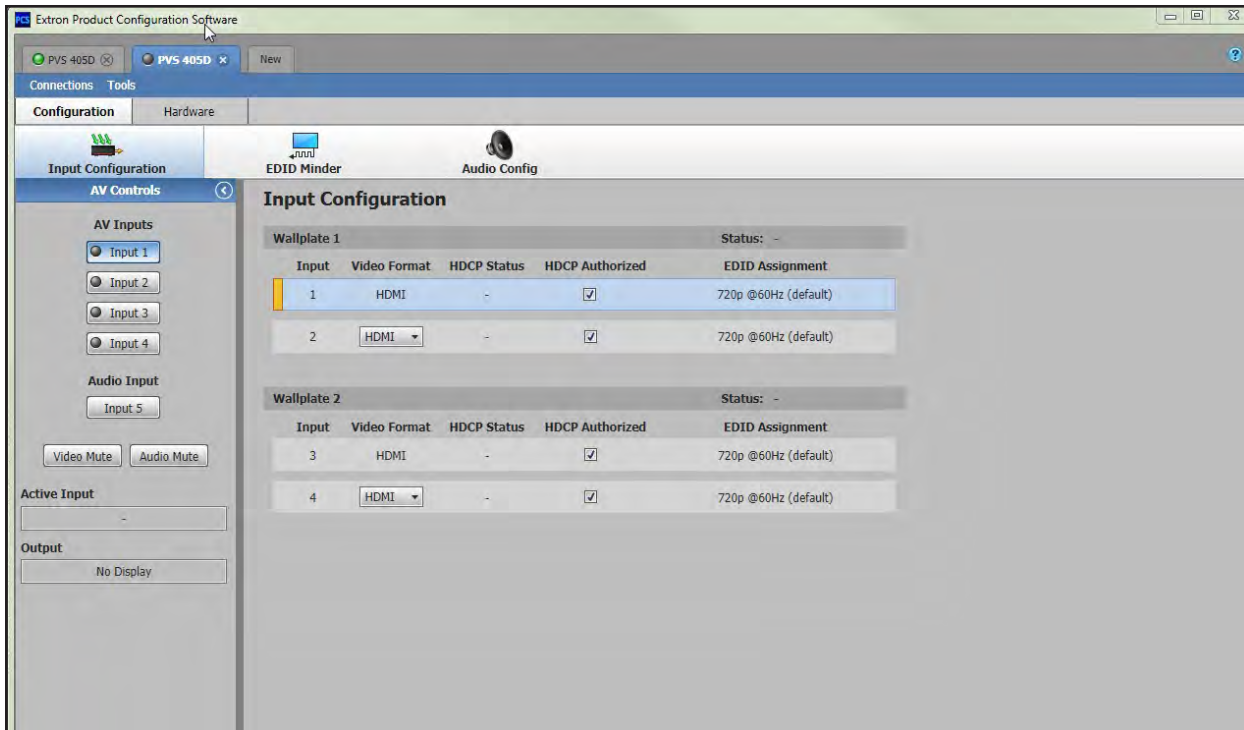 PCS Extron Product Configuration Software
PVS 405D PVS 405D × New ?
Connections Tools
Configuration Hardware
Input Configuration EDID Minder Audio Config
AV Controls
Input Configuration
AV Inputs
Input 1
Input 2
Input 3
Input 4
Audio Input
Input 5
Video Mute Audio Mute
Active Input
-
Output
No Display
Wallplate 1 Status: -
Input Video Format HDCP Status HDCP Authorized EDID Assignment
1 HDMI - 720p @60Hz (default)
2 HDMI - 720p @60Hz (default)
Wallplate 2 Status: -
Input Video Format HDCP Status HDCP Authorized EDID Assignment
3 HDMI - 720p @60Hz (default)
4 HDMI - 720p @60Hz (default)